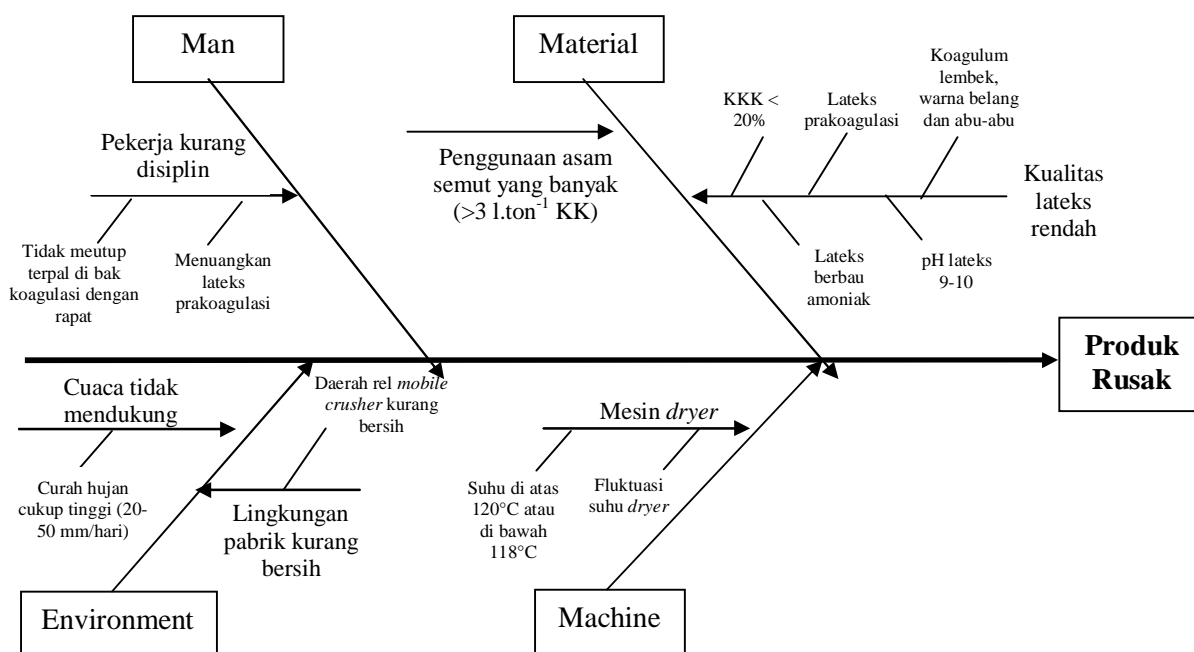 Man
Material
Pekerja kurang
disiplin
Tidak meutup
terpal di bak
koagulasi dengan
rapat
Menuangkan
lateks
prakoagulasi
Penggunaan asam
semut yang banyak
(>3 l.ton⁻¹ KK)
KKK <
20%
Lateks
prakoagulasi
Koagulum
lembek,
warna belang
dan abu-abu
Kualitas
lateks
rendah
Lateks
berbau
amoniak
pH lateks
9-10
Produk
Rusak
Cuaca tidak
mendukung
Curah hujan
cukup tinggi (20-
50 mm/hari)
Daerah rel mobile
crusher kurang
bersih
Lingkungan
pabrik kurang
bersih
Mesin dryer
Suhu di atas
120°C atau
di bawah
118°C
Fluktuasi
suhu dryer
Environment
Machine